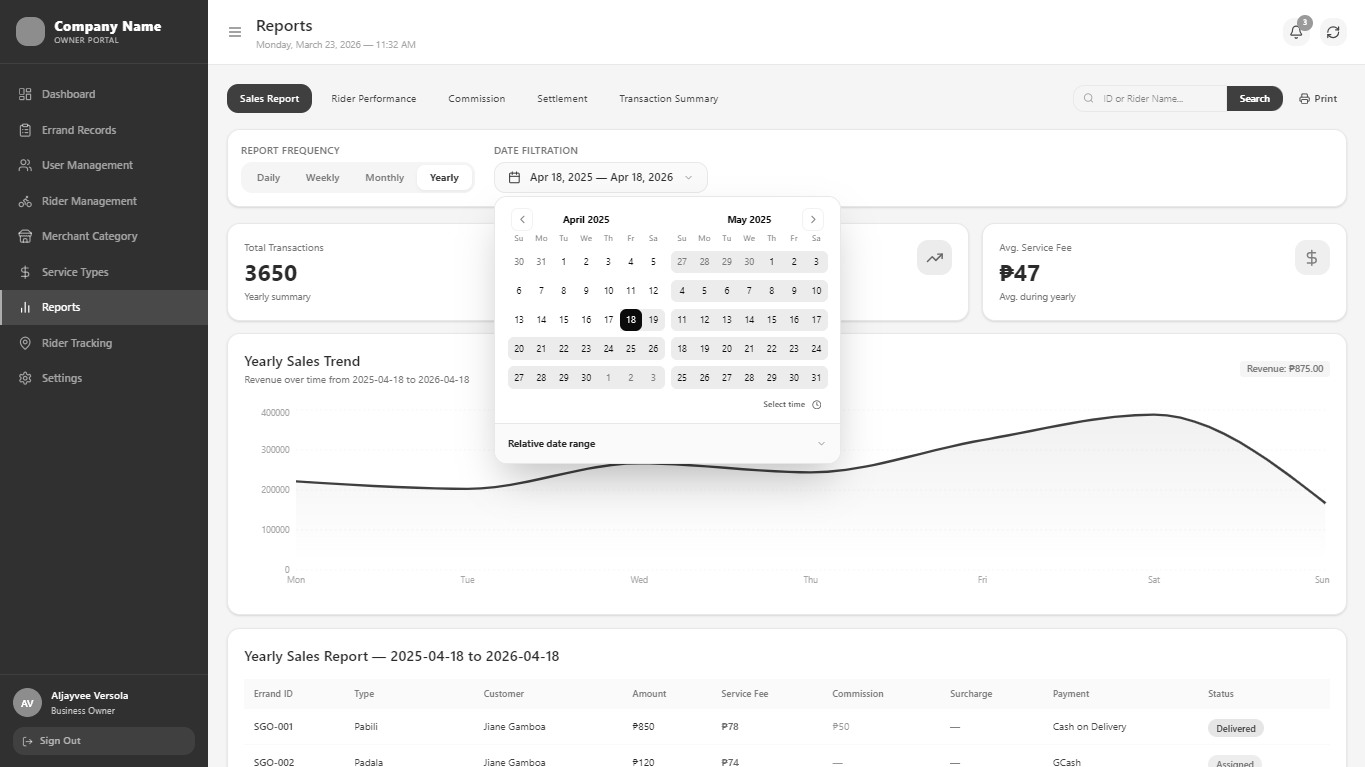 Company Name
OWNER PORTAL
Dashboard
Errand Records
User Management
Rider Management
Merchant Category
Service Types
Reports
Rider Tracking
Settings
AV
Aljayvee Versola
Business Owner
Sign Out
Reports
Monday, March 23, 2026 — 11:32 AM
3
Sales Report Rider Performance Commission Settlement Transaction Summary
ID or Rider Name... Search Print
REPORT FREQUENCY
Daily Weekly Monthly Yearly
DATE FILTRATION
Apr 18, 2025 — Apr 18, 2026
April 2025
Su Mo Tu We Th Fr Sa
30 31 1 2 3 4 5
6 7 8 9 10 11 12
13 14 15 16 17 18 19
20 21 22 23 24 25 26
27 28 29 30 1 2 3
May 2025
Su Mo Tu We Th Fr Sa
27 28 29 30 1 2 3
4 5 6 7 8 9 10
11 12 13 14 15 16 17
18 19 20 21 22 23 24
25 26 27 28 29 30 31
Select time
Relative date range
Total Transactions
3650
Yearly summary
Avg. Service Fee
₱47
Avg. during yearly
$
Yearly Sales Trend
Revenue over time from 2025-04-18 to 2026-04-18
Revenue: ₱875.00
400000
300000
200000
100000
0
Mon Tue Wed Thu Fri Sat Sun
Yearly Sales Report — 2025-04-18 to 2026-04-18
Errand ID Type Customer Amount Service Fee Commission Surcharge Payment Status
SGO-001 Pabili Jiane Gamboa ₱850 ₱78 ₱50 — Cash on Delivery Delivered
SGO-002 Padala Jiane Gamboa ₱120 ₱74 — — GCash Assigned